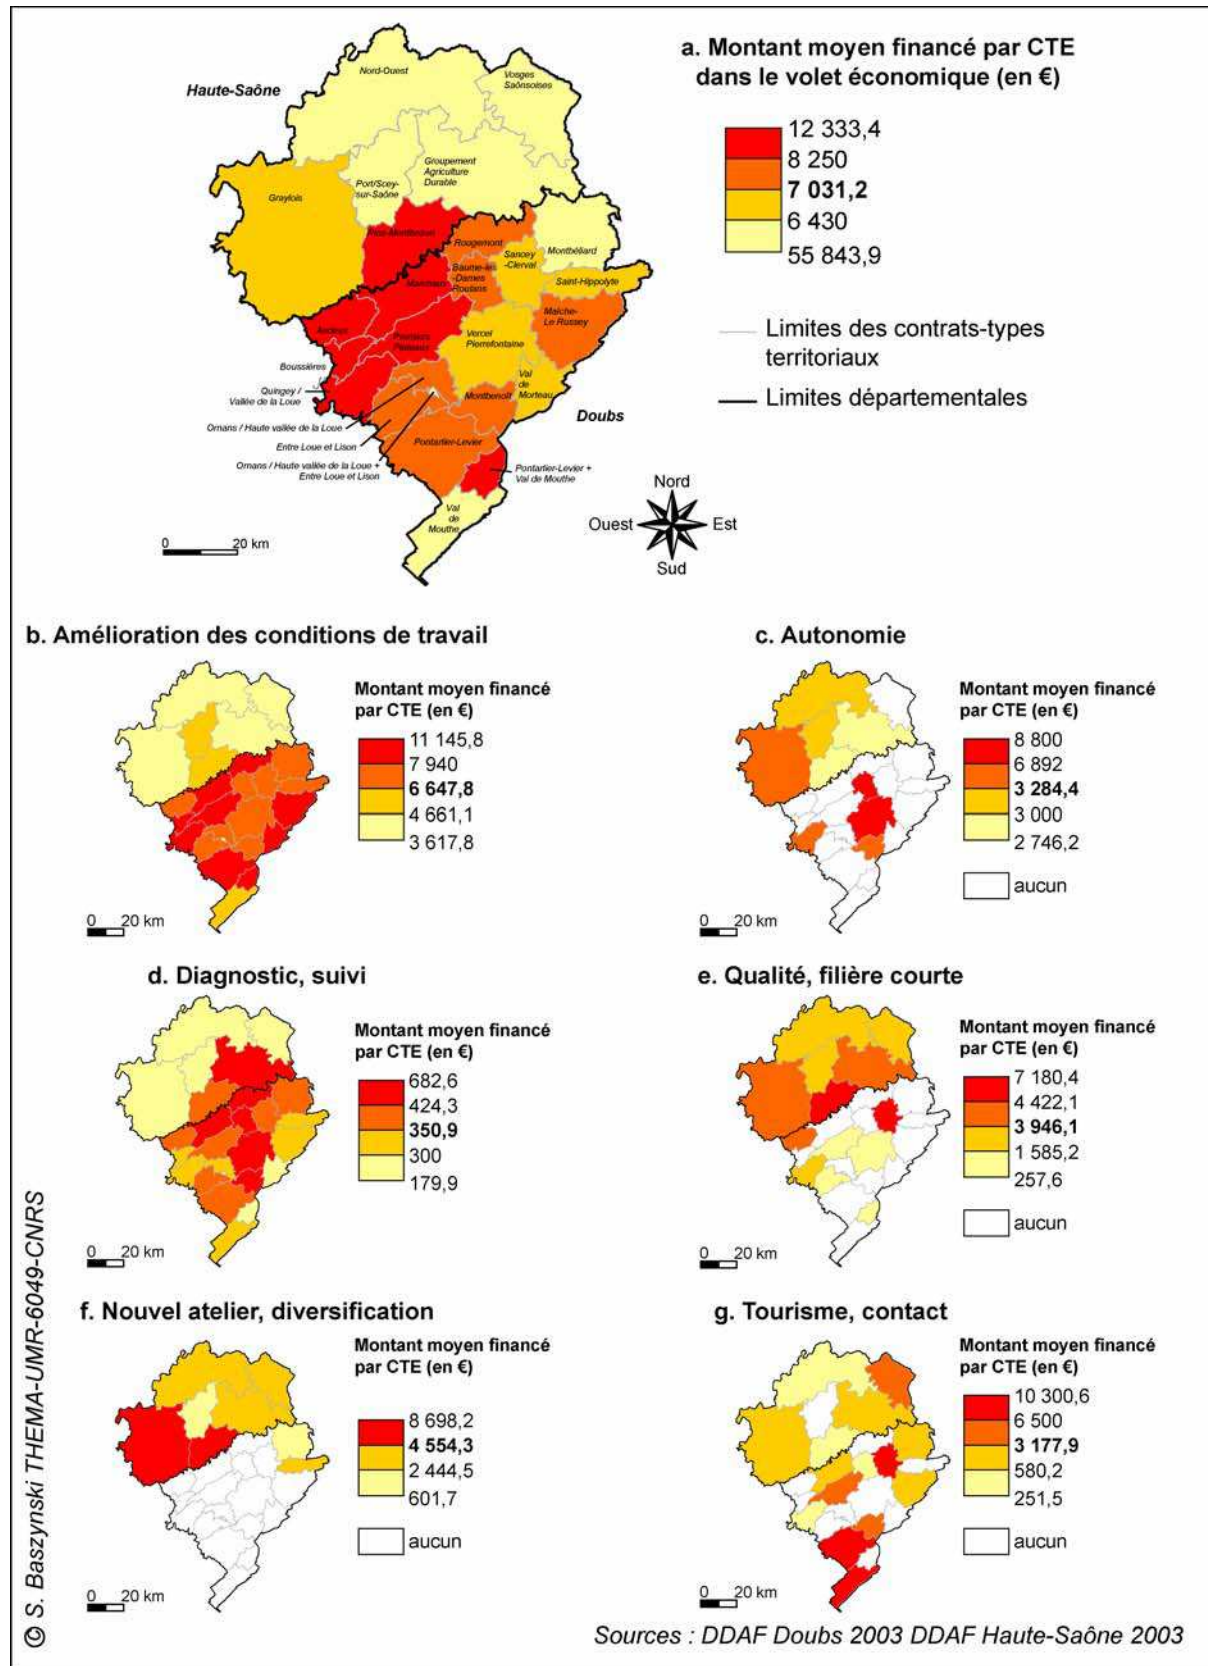 a. Montant moyen financé par CTE
dans le volet économique (en €)
12 333,4
8 250
7 031,2
6 430
55 843,9
Limites des contrats-types
territoriaux
Limites départementales
Haute-Saône
Nord-Ouest
Vosges
Saônoises
Groupement
Agriculture
Durable
Port/Scey-
sur-Saône
Graylois
Rougemont
Sancey
-Clerval
Montbéliard
Baume-les
-Dames
Roulans
Saint-Hippolyte
Maîche-
Le Russey
Vercel
Pierrefontaine
Boussières
Quingey /
Vallée de la Loue
Val
de
Morteau
Montbenoît
Doubs
Ornans / Haute vallée de la Loue
Entre Loue et Lison
Pontarlier-Levier
Ornans / Haute vallée de la Loue +
Entre Loue et Lison
Pontarlier-Levier +
Val de Mouthe
Val
de
Mouthe
Nord
Ouest
Est
Sud
0 20 km
b. Amélioration des conditions de travail
Montant moyen financé
par CTE (en €)
11 145,8
7 940
6 647,8
4 661,1
3 617,8
0 20 km
c. Autonomie
Montant moyen financé
par CTE (en €)
8 800
6 892
3 284,4
3 000
2 746,2
aucun
0 20 km
d. Diagnostic, suivi
Montant moyen financé
par CTE (en €)
682,6
424,3
350,9
300
179,9
0 20 km
e. Qualité, filière courte
Montant moyen financé
par CTE (en €)
7 180,4
4 422,1
3 946,1
1 585,2
257,6
aucun
0 20 km
f. Nouvel atelier, diversification
Montant moyen financé
par CTE (en €)
8 698,2
4 554,3
2 444,5
601,7
aucun
0 20 km
g. Tourisme, contact
Montant moyen financé
par CTE (en €)
10 300,6
6 500
3 177,9
580,2
251,5
aucun
0 20 km
© S. Baszynski THEMA-UMR-6049-CNRS
Sources : DDAF Doubs 2003 DDAF Haute-Saône 2003